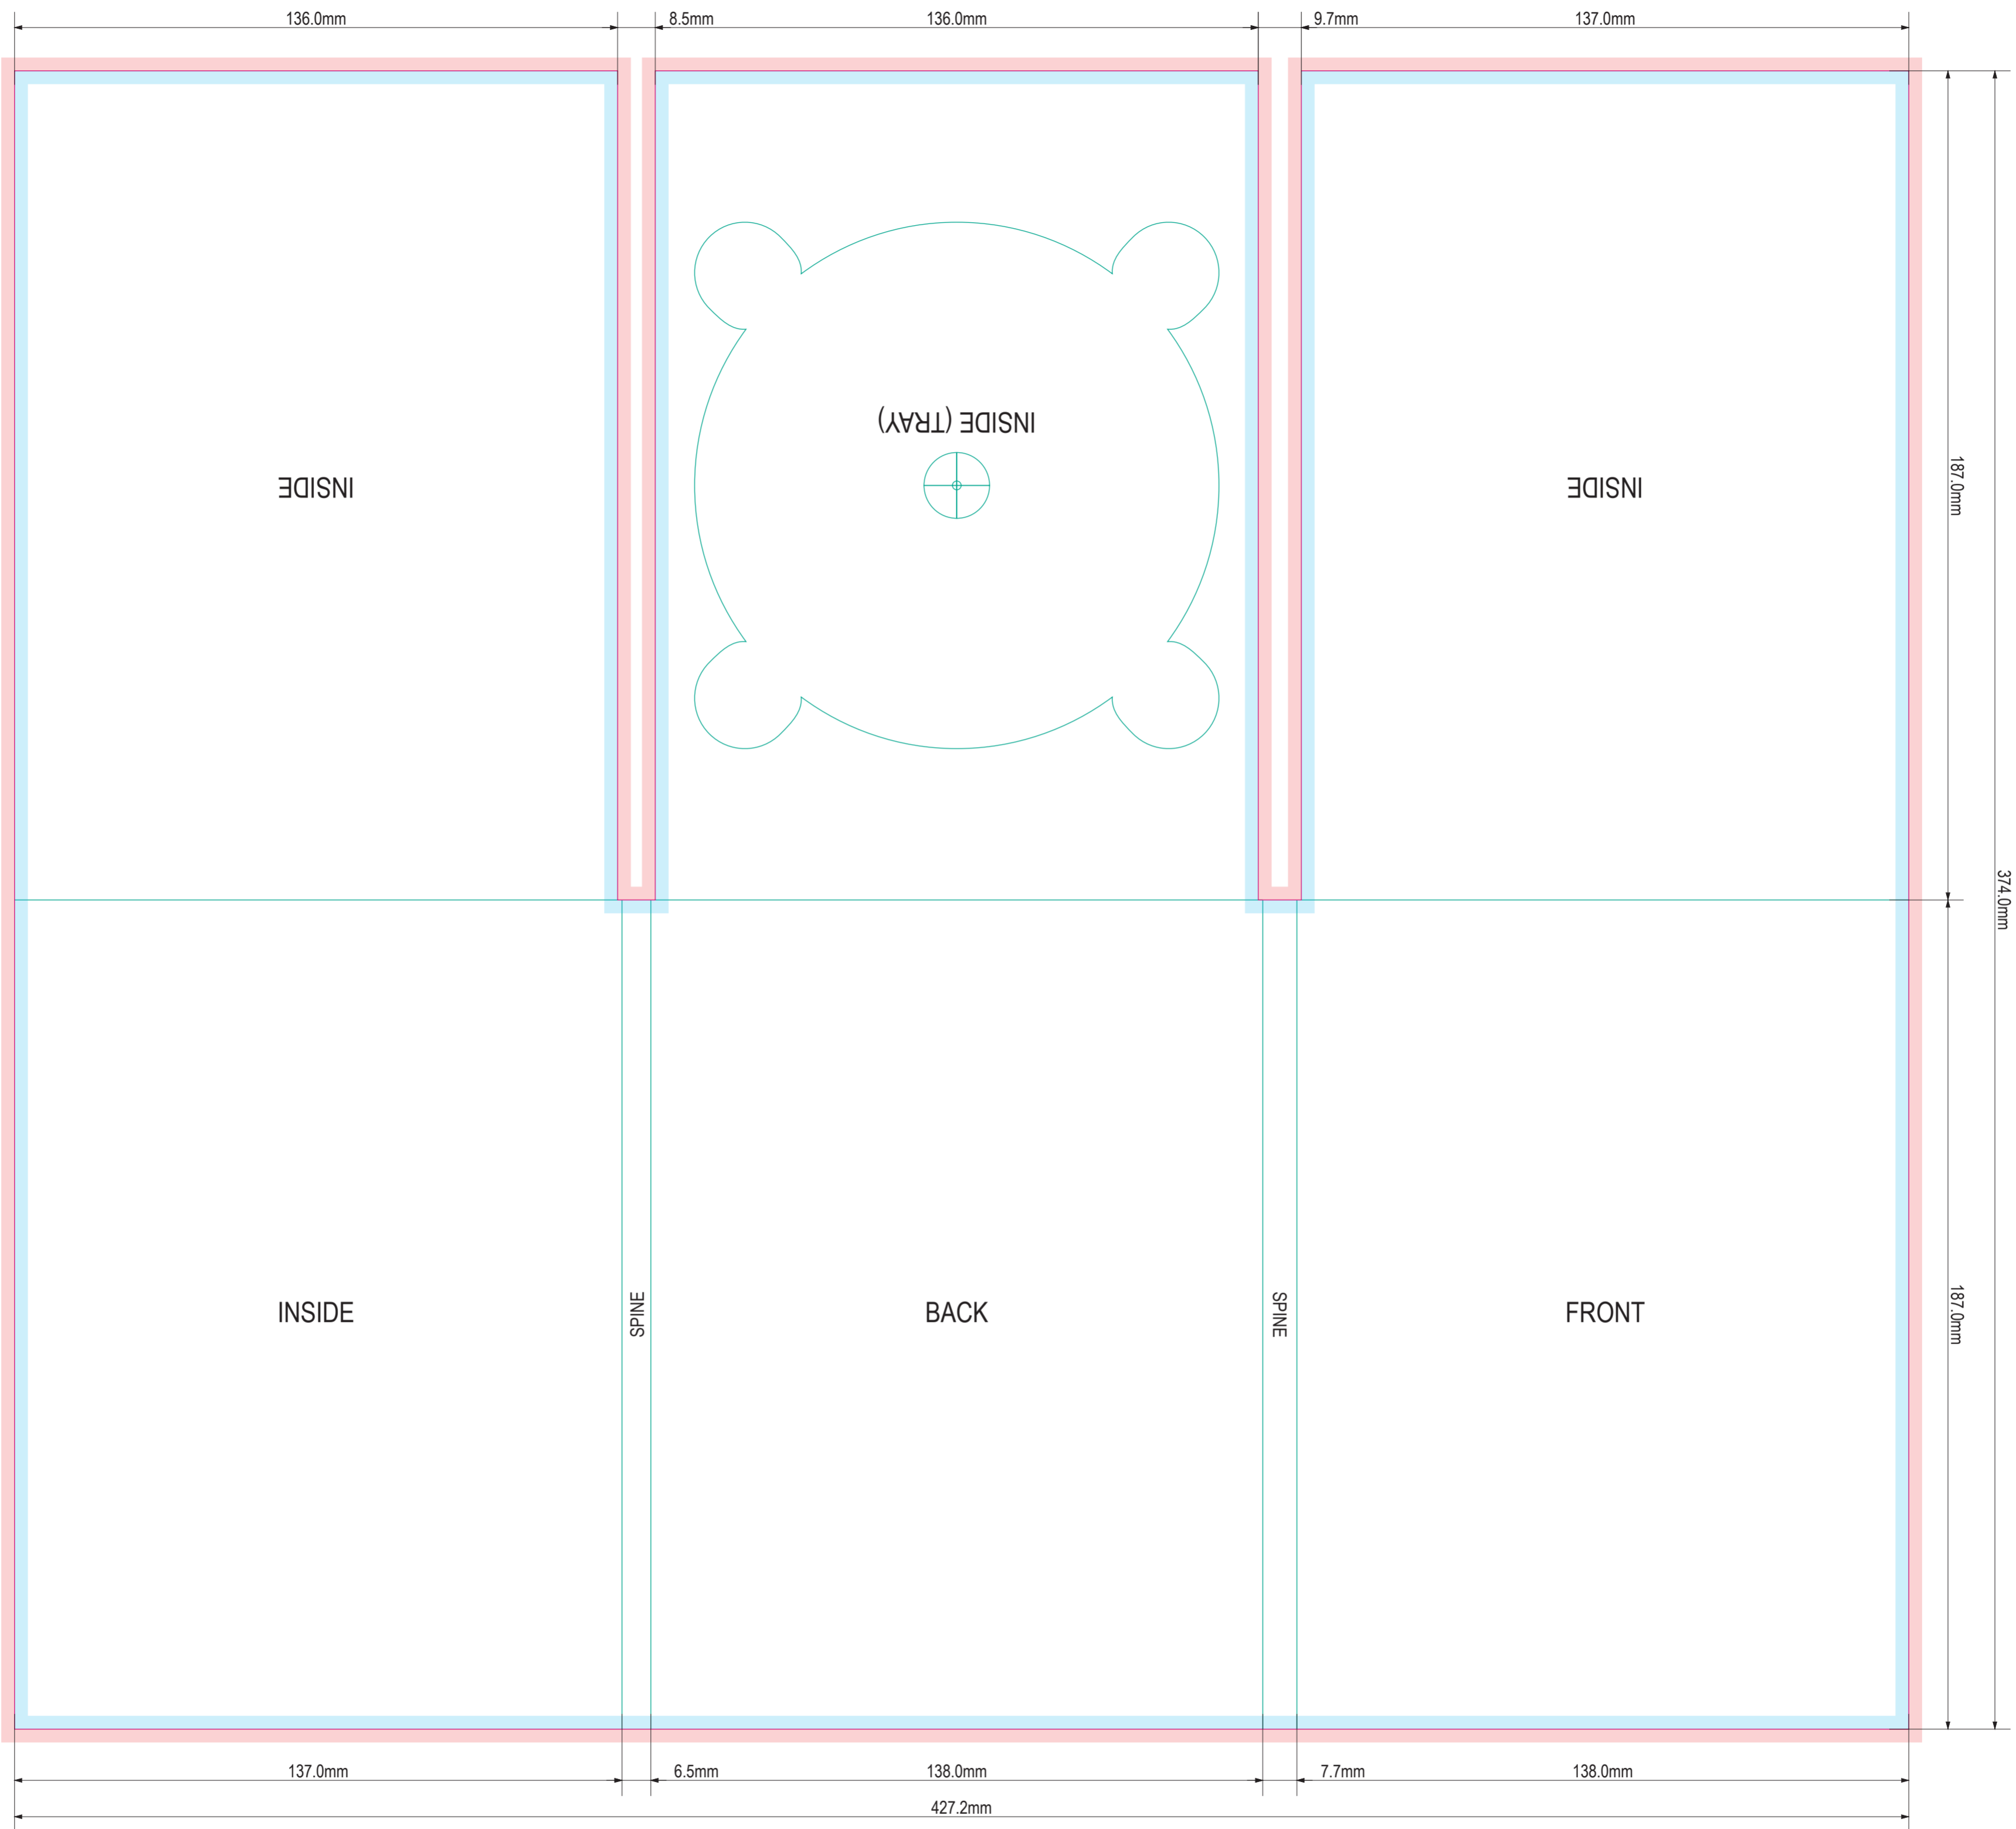 136.0mm 8.5mm 136.0mm 9.7mm 137.0mm
INSIDE (TRAY)
INSIDE
INSIDE
187.0mm
374.0mm
INSIDE
SPINE
BACK
SPINE
FRONT
187.0mm
137.0mm 6.5mm 138.0mm 7.7mm 138.0mm
427.2mm